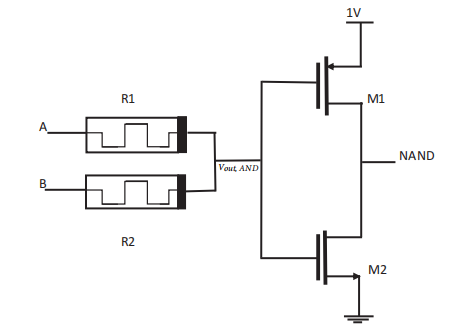 1V
R1
M1
A
NAND
Vout, AND
B
R2
M2